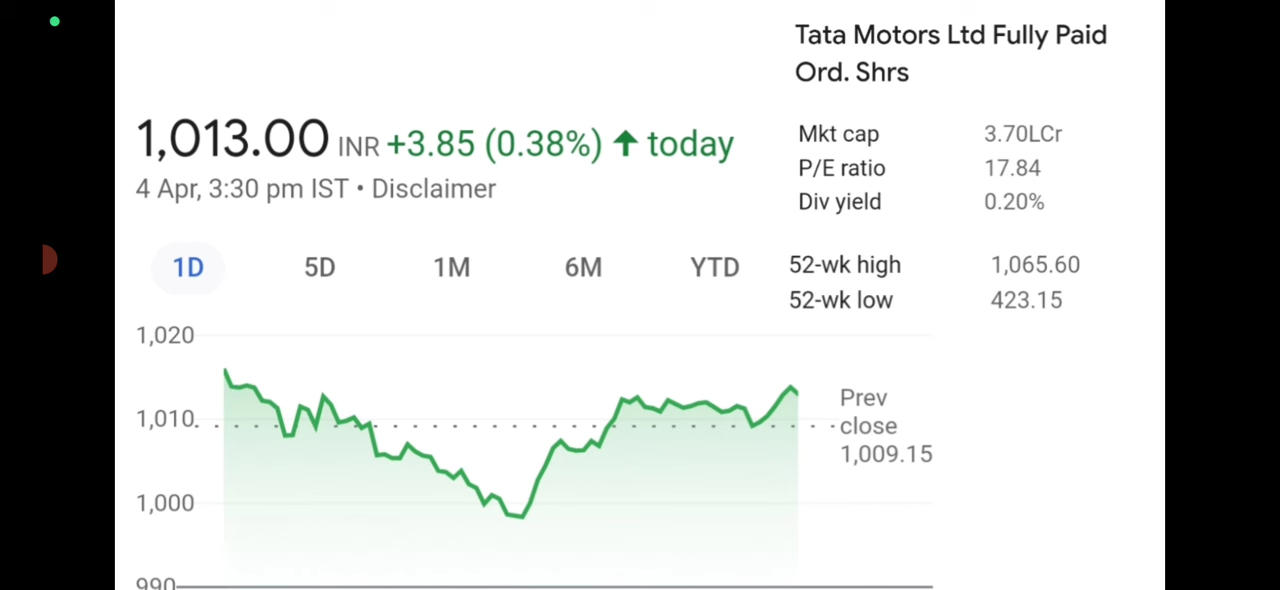 Tata Motors Ltd Fully Paid
Ord. Shrs
1,013.00 INR +3.85 (0.38%) ↑ today
4 Apr, 3:30 pm IST • Disclaimer
Mkt cap 3.70LCr
P/E ratio 17.84
Div yield 0.20%
52-wk high 1,065.60
52-wk low 423.15
1D 5D 1M 6M YTD
1,020
1,010
1,000
990
Prev
close
1,009.15